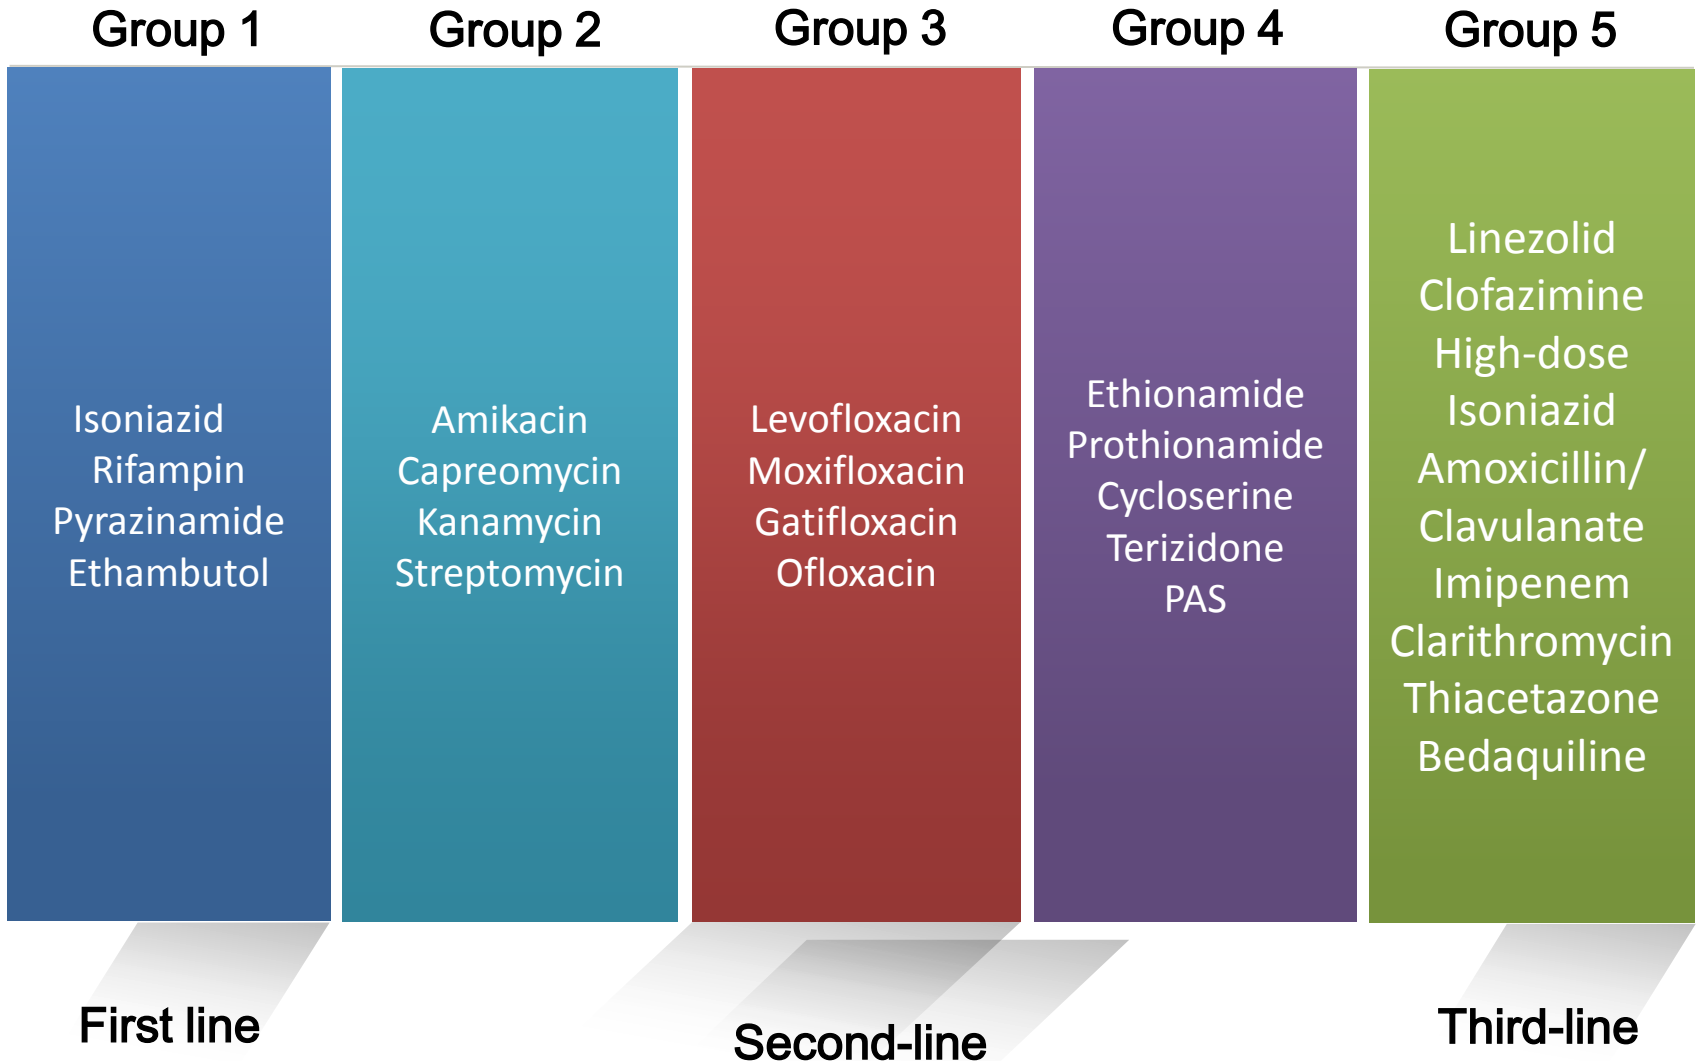 Group 1
Group 2
Group 3
Group 4
Group 5
Isoniazid
Rifampin
Pyrazinamide
Ethambutol
Amikacin
Capreomycin
Kanamycin
Streptomycin
Levofloxacin
Moxifloxacin
Gatifloxacin
Ofloxacin
Ethionamide
Prothionamide
Cycloserine
Terizidone
PAS
Linezolid
Clofazimine
High-dose
Isoniazid
Amoxicillin/
Clavulanate
Imipenem
Clarithromycin
Thiacetazone
Bedaquiline
First line
Second-line
Third-line